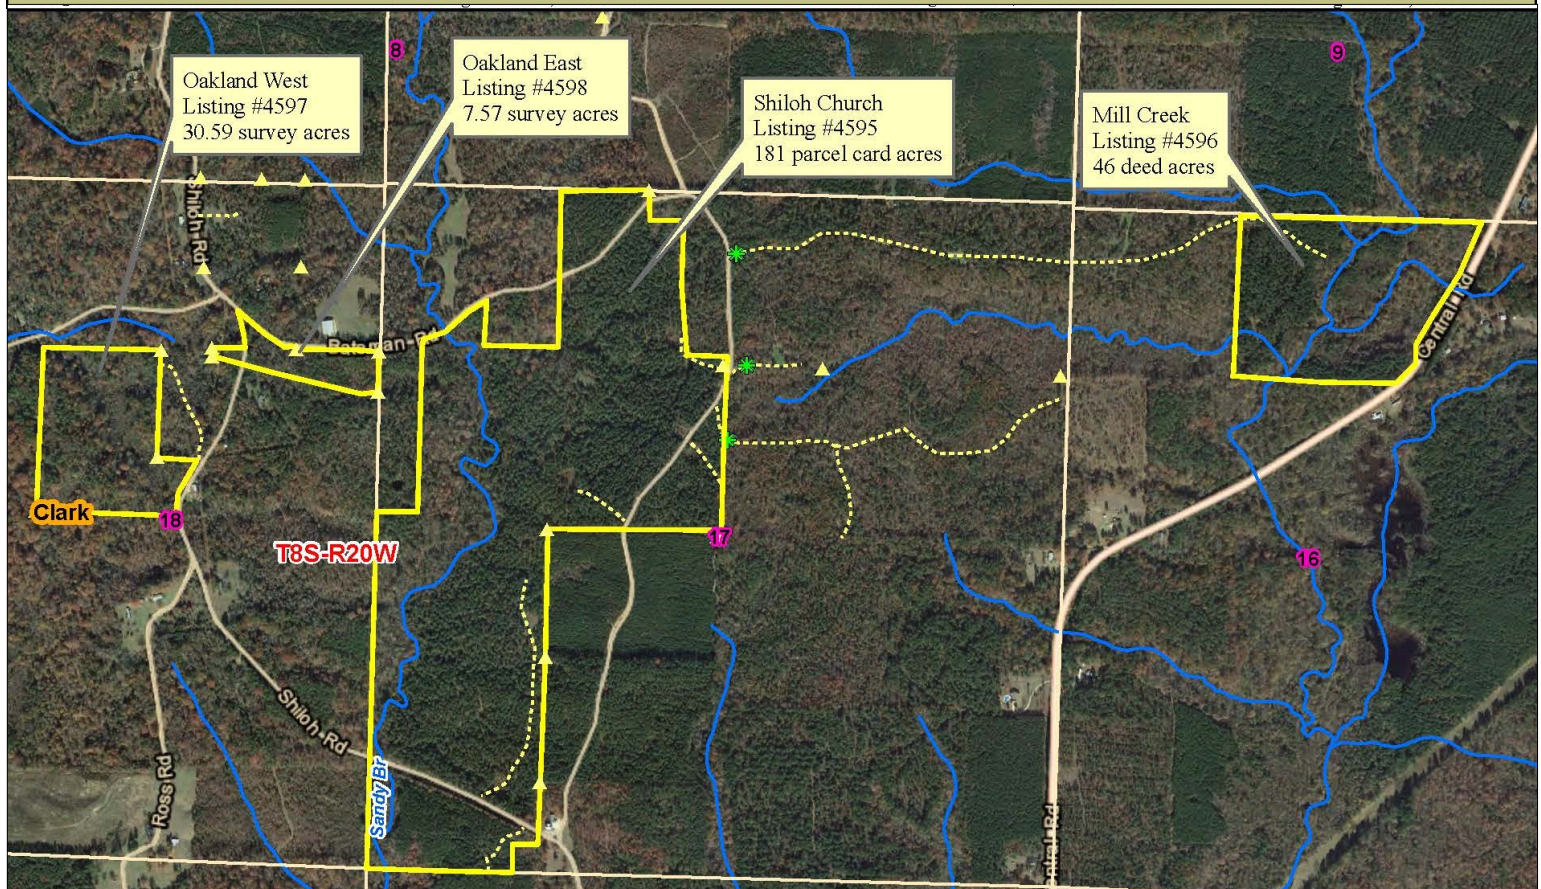 8
9
Oakland West
Listing #4597
30.59 survey acres
Oakland East
Listing #4598
7.57 survey acres
Shiloh Church
Listing #4595
181 parcel card acres
Mill Creek
Listing #4596
46 deed acres
Shiloh Rd
Bateman Rd
Central Rd
Clark
18
T8S-R20W
17
16
Shiloh Rd
Ross Rd
Sandy Br
ntral Rd